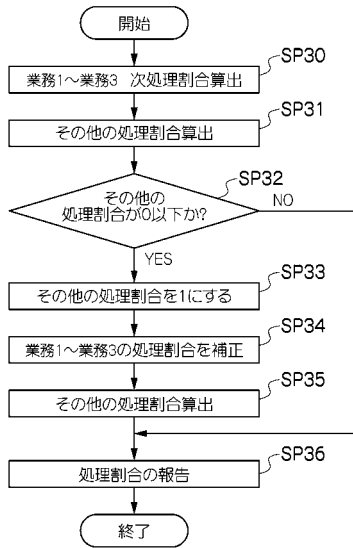 開始
SP30
業務1～業務3 次処理割合算出
SP31
その他の処理割合算出
SP32
その他の
処理割合が0以下か?
NO
YES
SP33
その他の処理割合を1にする
SP34
業務1～業務3の処理割合を補正
SP35
その他の処理割合算出
SP36
処理割合の報告
終了